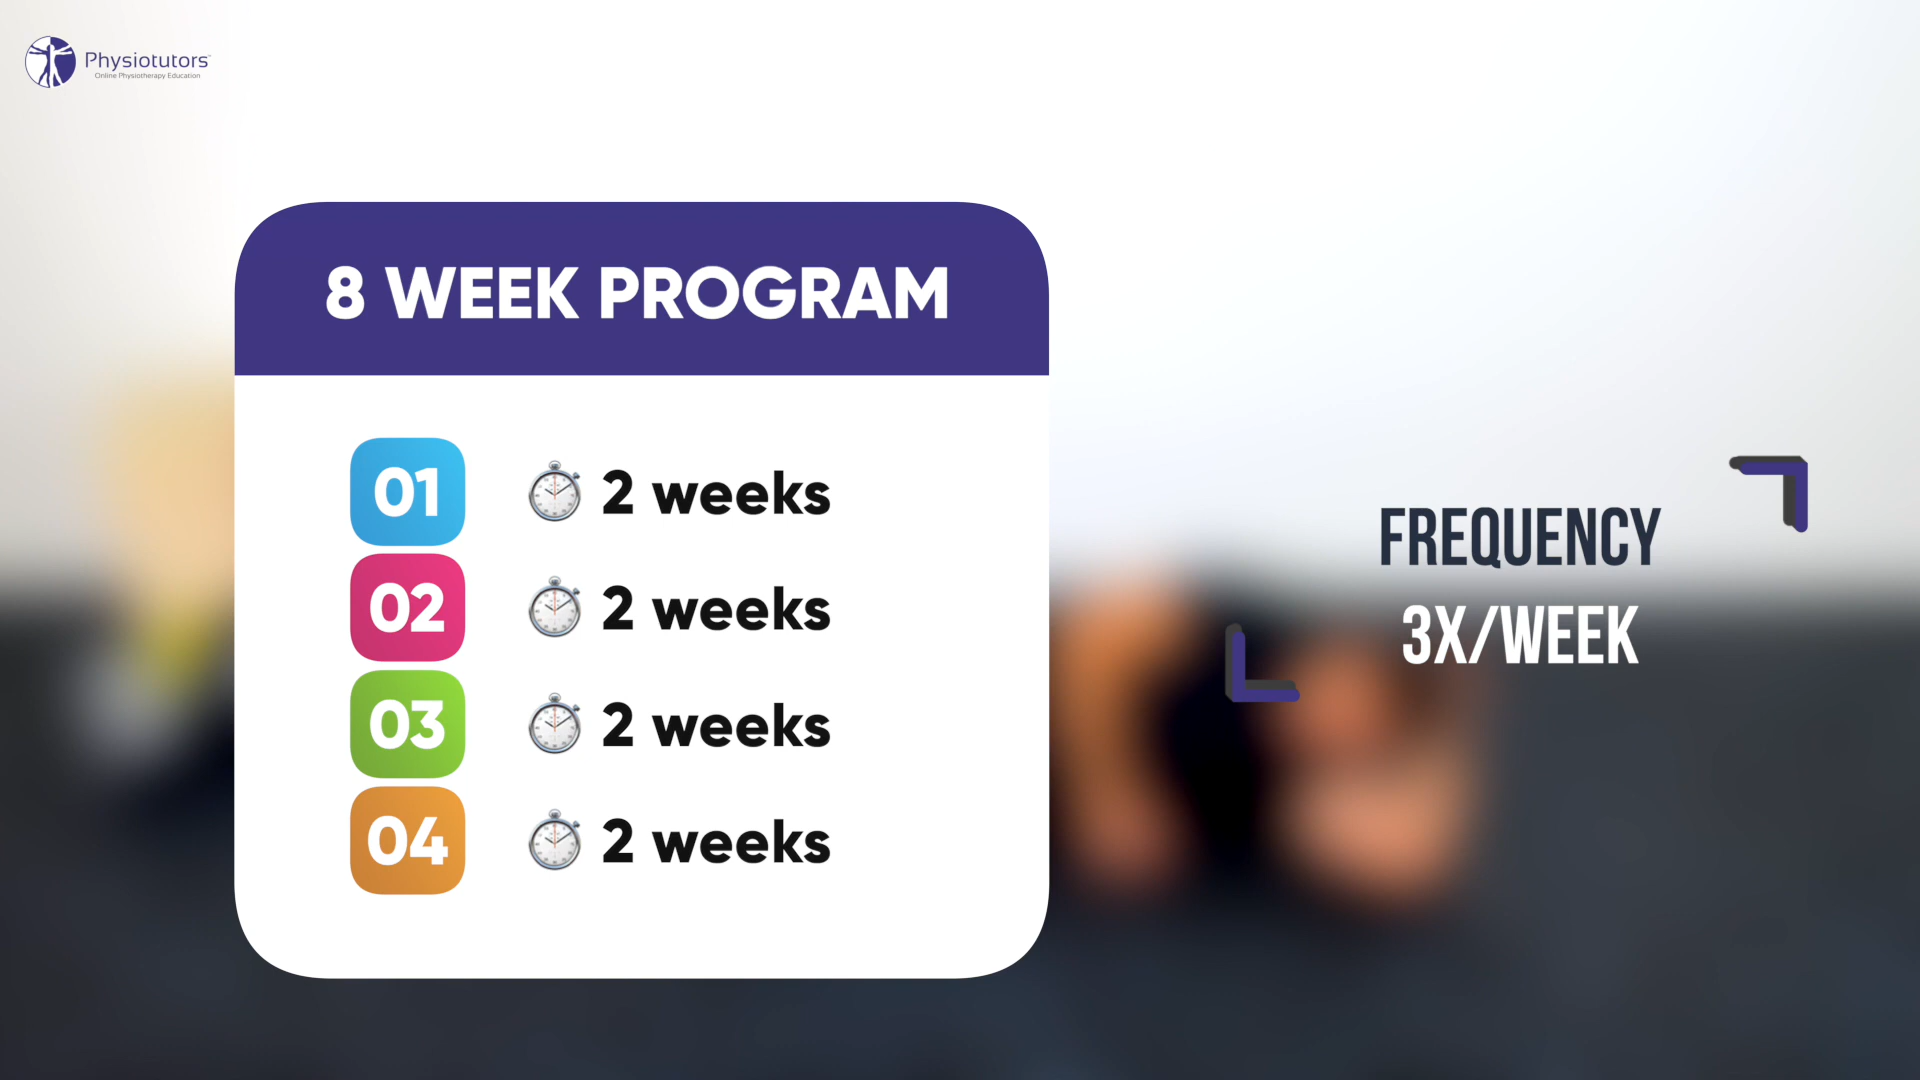 Physiotutors
Online Physiotherapy Education
8 WEEK PROGRAM
01 2 weeks
02 2 weeks
03 2 weeks
04 2 weeks
FREQUENCY
3X/WEEK